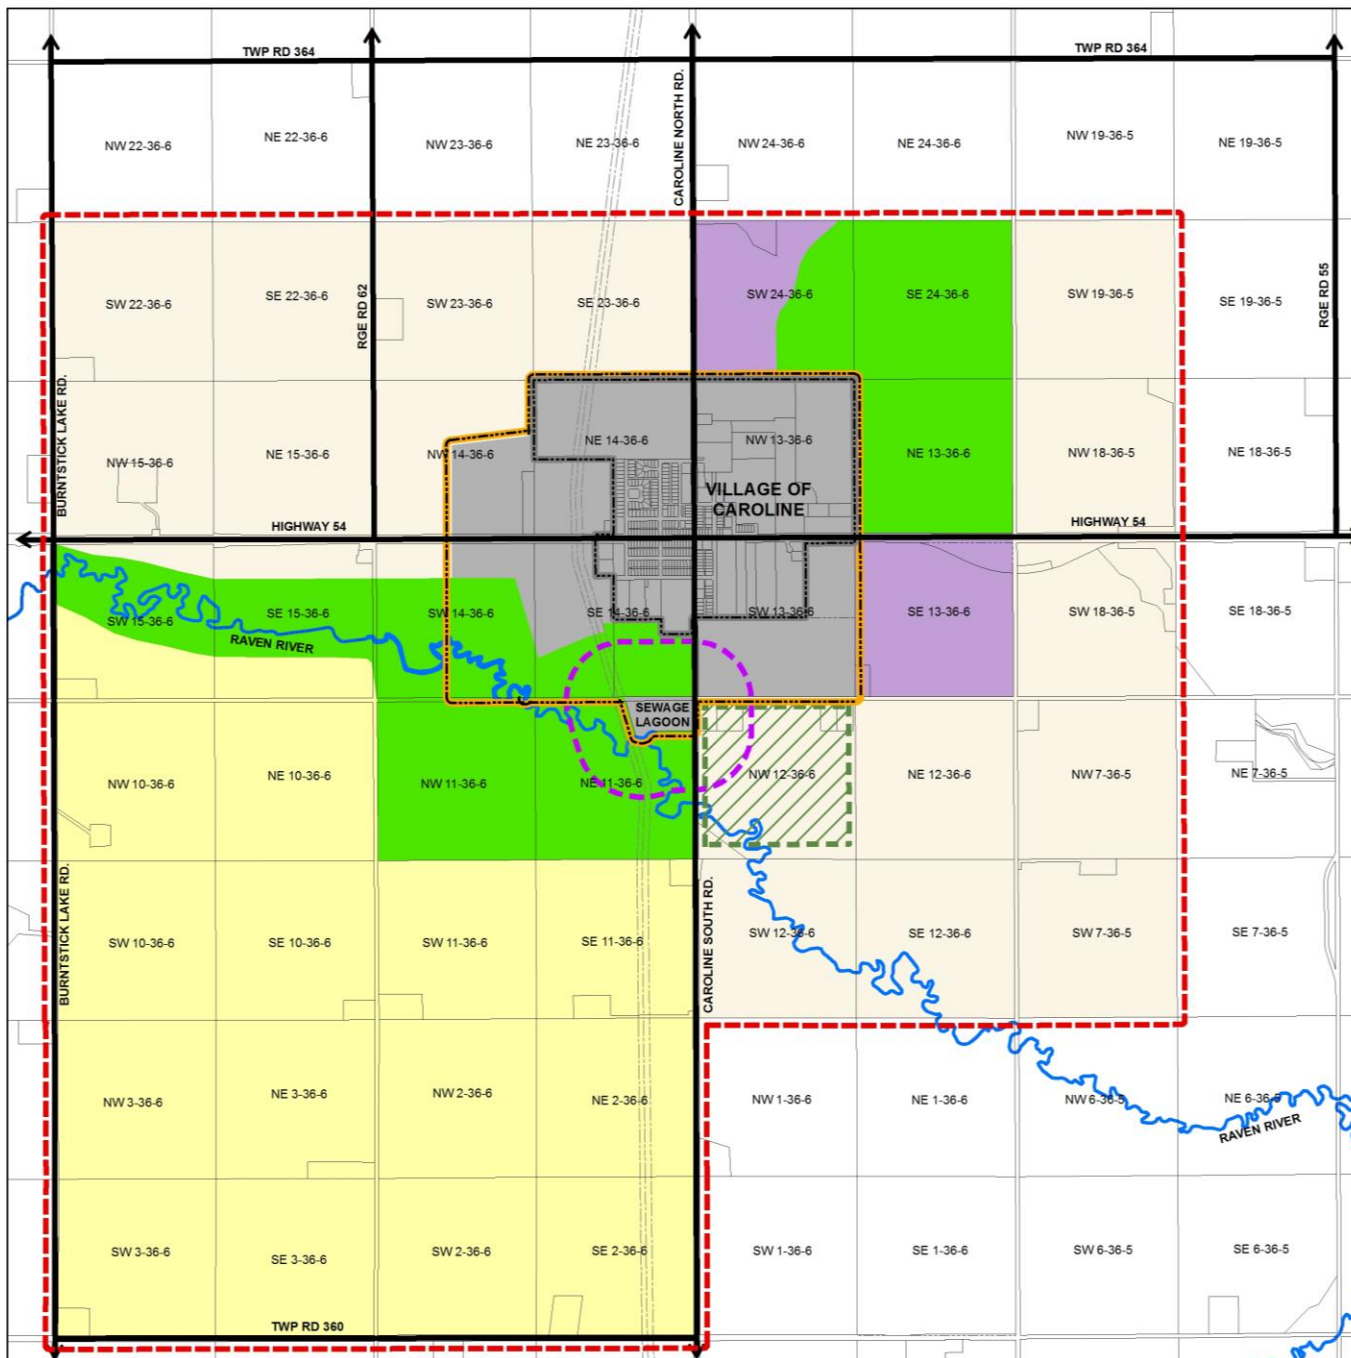 TWP RD 364
TWP RD 364
CAROLINE NORTH RD.
NW 22-36-6
NE 22-36-6
NW 23-36-6
NE 23-36-6
NW 24-36-6
NE 24-36-6
NW 19-36-5
NE 19-36-5
SW 22-36-6
SE 22-36-6
RGE RD 62
SW 23-36-6
SE 23-36-6
SW 24-36-6
SE 24-36-6
SW 19-36-5
SE 19-36-5
RGE RD 55
BURNTSTICK LAKE RD.
NW 15-36-6
NE 15-36-6
NW 14-36-6
NE 14-36-6
NW 13-36-6
NE 13-36-6
NW 18-36-5
NE 18-36-5
VILLAGE OF
CAROLINE
HIGHWAY 54
HIGHWAY 54
SW 15-36-6
SE 15-36-6
SW 14-36-6
SE 14-36-6
SW 13-36-6
SE 13-36-6
SW 18-36-5
SE 18-36-5
RAVEN RIVER
SEWAGE
LAGOON
NW 10-36-6
NE 10-36-6
NW 11-36-6
NE 11-36-6
NW 12-36-6
NE 12-36-6
NW 7-36-5
NE 7-36-5
BURNTSTICK LAKE RD.
SW 10-36-6
SE 10-36-6
SW 11-36-6
SE 11-36-6
CAROLINE SOUTH RD.
SW 12-36-6
SE 12-36-6
SW 7-36-5
SE 7-36-5
NW 3-36-6
NE 3-36-6
NW 2-36-6
NE 2-36-6
NW 1-36-6
NE 1-36-6
NW 6-36-5
NE 6-36-5
RAVEN RIVER
SW 3-36-6
SE 3-36-6
SW 2-36-6
SE 2-36-6
SW 1-36-6
SE 1-36-6
SW 6-36-5
SE 6-36-5
TWP RD 360